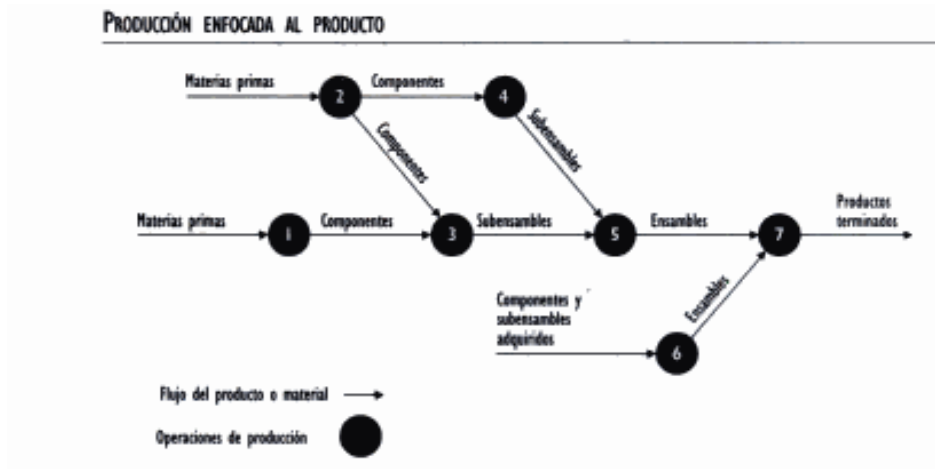 PRODUCCIÓN ENFOCADA AL PRODUCTO
Materias primas
2
Componentes
4
Componentes
Subensambles
Materias primas
1
Componentes
3
Subensambles
5
Ensambles
7
Productos
terminados
Componentes y
subensambles
adquiridos
6
Ensambles
Flujo del producto o material
Operaciones de producción